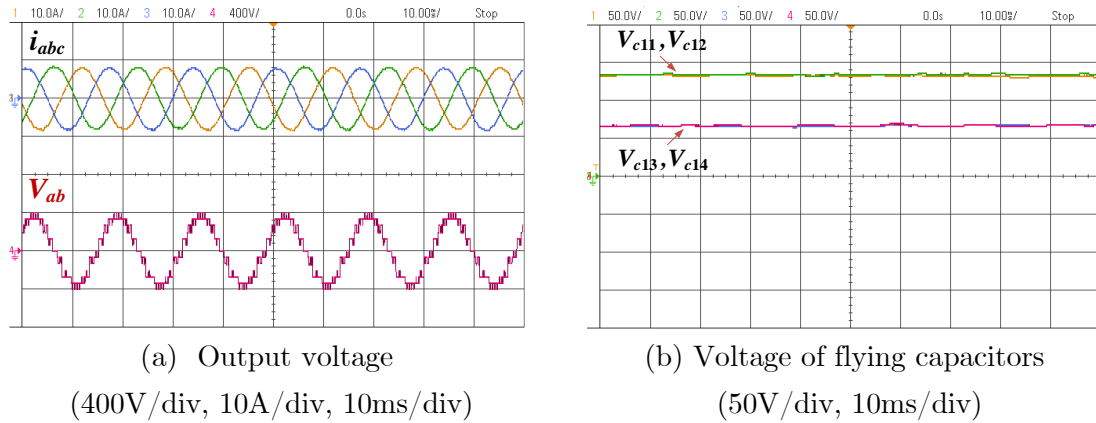 1 10.0A/ 2 10.0A/ 3 10.0A/ 4 400V/ 0.0s 10.00ms/ Stop
i_abc
3
V_ab
4
(a) Output voltage
(400V/div, 10A/div, 10ms/div)
1 50.0V/ 2 50.0V/ 3 50.0V/ 4 50.0V/ 0.0s 10.00ms/ Stop
V_c11, V_c12
V_c13, V_c14
(b) Voltage of flying capacitors
(50V/div, 10ms/div)